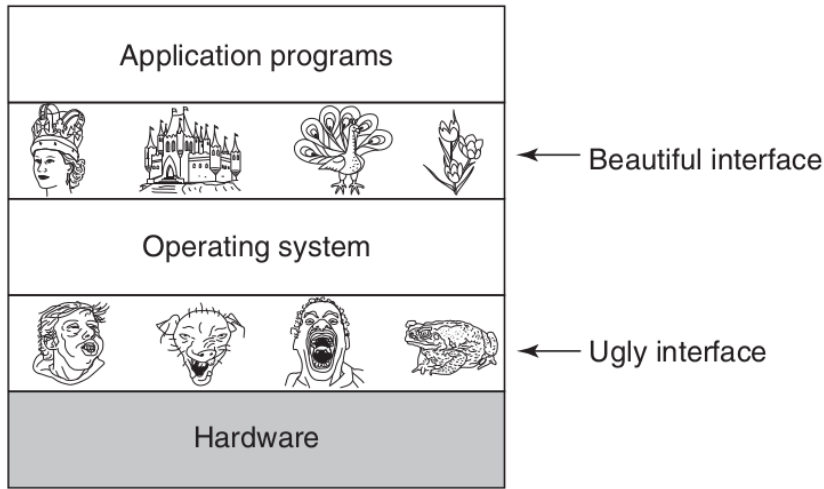 Application programs
Beautiful interface
Operating system
Ugly interface
Hardware